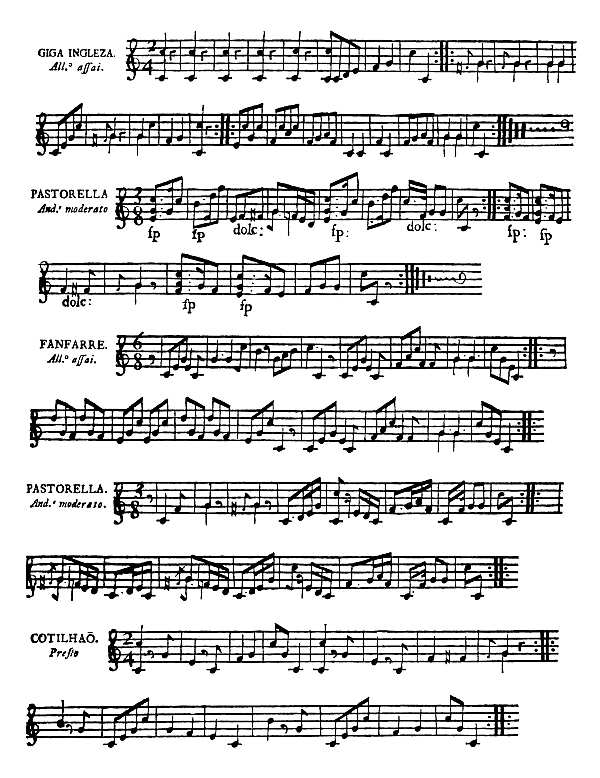 GIGA INGLEZA.
All.º assai.
PASTORELLA
And.e moderato
fp fp dolc: fp: dolc: fp: fp
dolc: fp fp
FANFARRE.
All.º assai.
PASTORELLA.
And.e moderato.
COTILHAÕ.
Presto